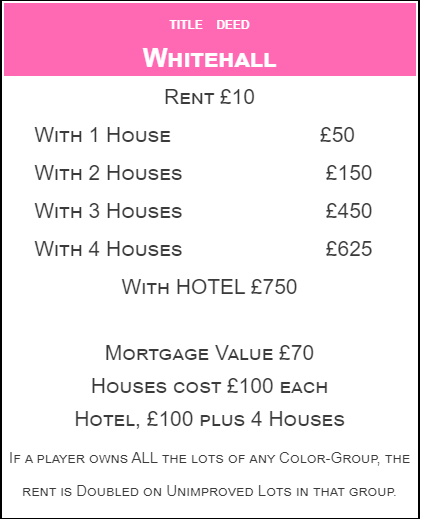 TITLE DEED
WHITEHALL
RENT £10
WITH 1 HOUSE £50
WITH 2 HOUSES £150
WITH 3 HOUSES £450
WITH 4 HOUSES £625
WITH HOTEL £750
MORTGAGE VALUE £70
HOUSES COST £100 EACH
HOTEL, £100 PLUS 4 HOUSES
IF A PLAYER OWNS ALL THE LOTS OF ANY COLOR-GROUP, THE
RENT IS DOUBLED ON UNIMPROVED LOTS IN THAT GROUP.